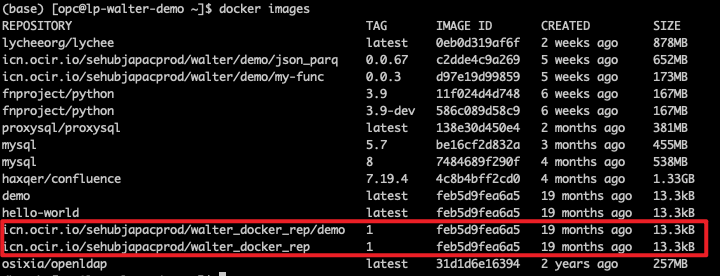 (base) [opc@lp-walter-demo ~]$ docker images
REPOSITORY TAG IMAGE ID CREATED SIZE
lycheeorg/lychee latest 0eb0d319af6f 2 weeks ago 878MB
icn.ocir.io/sehubjapacprod/walter/demo/json_parq 0.0.67 c2dde4c9a269 5 weeks ago 652MB
icn.ocir.io/sehubjapacprod/walter/demo/my-func 0.0.3 d97e19d99859 5 weeks ago 173MB
fnproject/python 3.9 11f024d4d748 6 weeks ago 167MB
fnproject/python 3.9-dev 586c089d58c9 6 weeks ago 167MB
proxysql/proxysql latest 138e30d450e4 2 months ago 381MB
mysql 5.7 be16cf2d832a 3 months ago 455MB
mysql 8 7484689f290f 4 months ago 538MB
haxqer/confluence 7.19.4 4c8b4bff2cd0 4 months ago 1.33GB
demo latest feb5d9fea6a5 19 months ago 13.3kB
hello-world latest feb5d9fea6a5 19 months ago 13.3kB
icn.ocir.io/sehubjapacprod/walter_docker_rep/demo 1 feb5d9fea6a5 19 months ago 13.3kB
icn.ocir.io/sehubjapacprod/walter_docker_rep 1 feb5d9fea6a5 19 months ago 13.3kB
osixia/openldap latest 31d1d6e16394 2 years ago 257MB